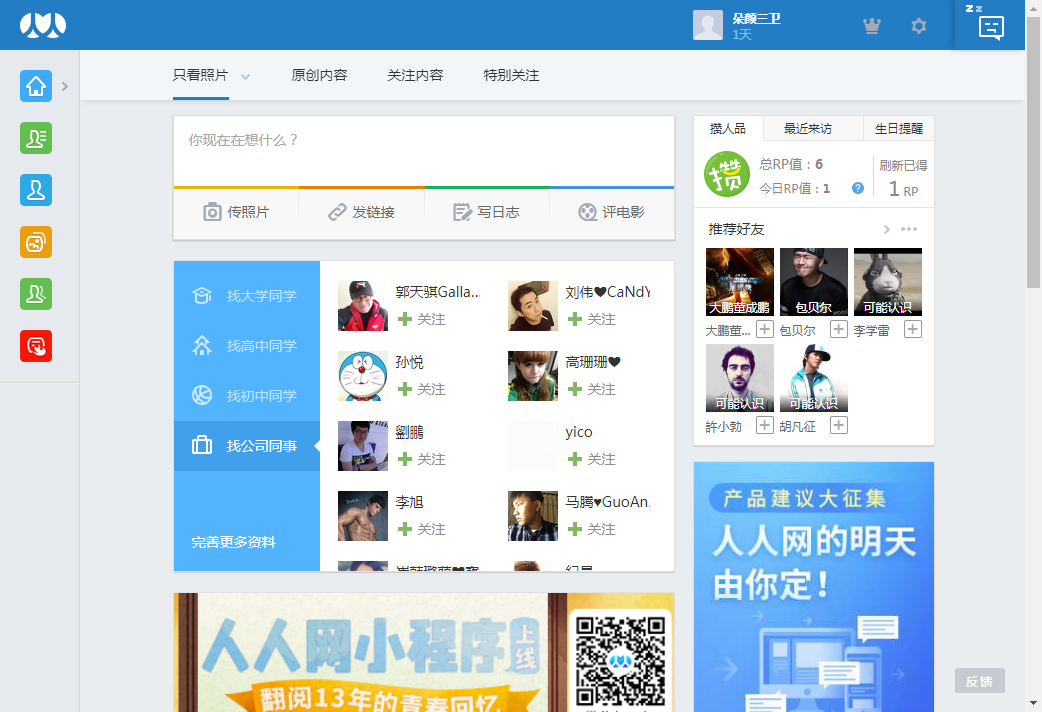 朵颜三卫
1天
z z
只看照片
原创内容
关注内容
特别关注
你现在在想什么？
传照片
发链接
写日志
评电影
找大学同学
找高中同学
找初中同学
找公司同事
完善更多资料
郭天骐Galla...
关注
刘伟❤CaNdY
关注
孙悦
关注
高珊珊❤
关注
劉鵬
关注
yico
关注
李旭
关注
马腾♥GuoAn.
关注
人人网小程序
上线
翻阅13年的青春回忆
攒人品
最近来访
生日提醒
攒
总RP值：6
今日RP值：1
?
刷新已得
1 RP
推荐好友
大鹏董成鹏
包贝尔
可能认识
大鹏董...
包贝尔
李学雷
可能认识
可能认识
許小勃
胡凡征
产品建议大征集
人人网的明天
由你定！
反馈